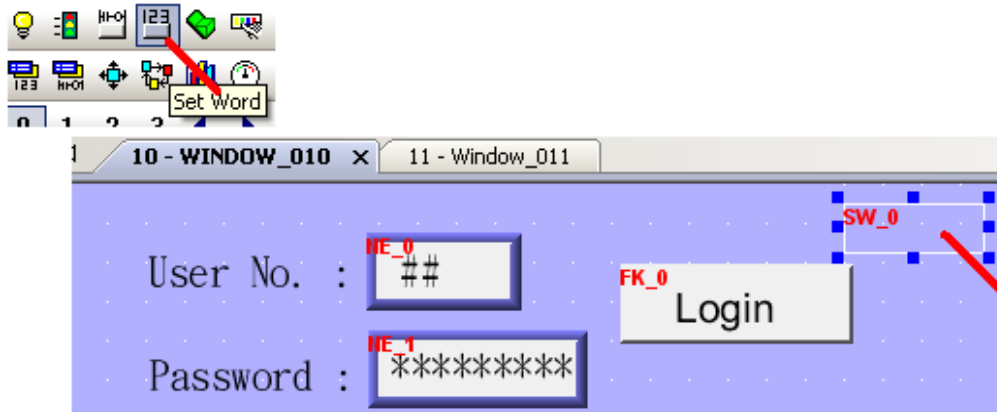 123
123
Set Word
0 1 2 3
10 - WINDOW_010 x 11 - Window_011
SW_0
NE_0
User No. : ##
FK_0
Login
NE_1
Password : *********